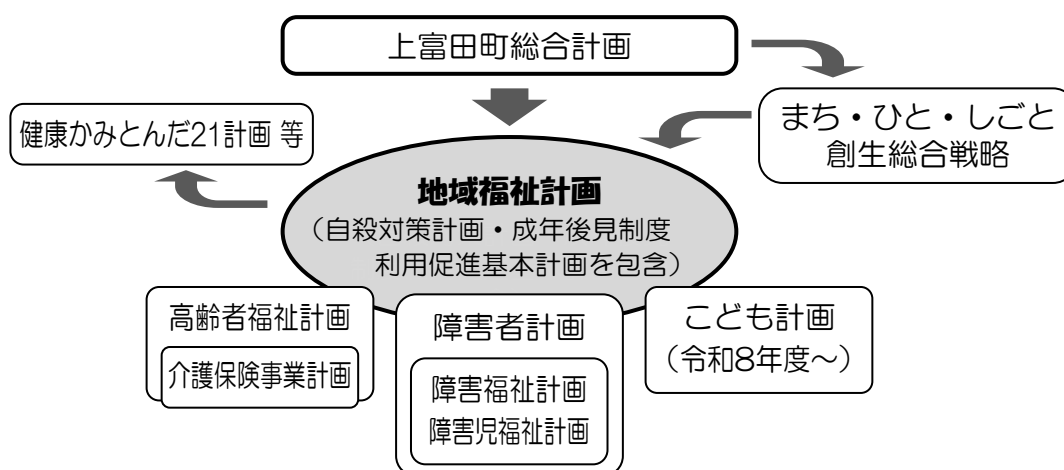 上富田町総合計画
健康かみとんだ21計画 等
まち・ひと・しごと
創生総合戦略
地域福祉計画
（自殺対策計画・成年後見制度
利用促進基本計画を包含）
高齢者福祉計画
介護保険事業計画
障害者計画
障害福祉計画
障害児福祉計画
こども計画
（令和8年度～）